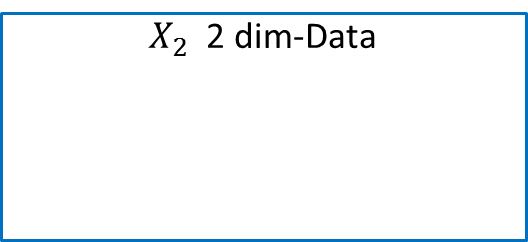 X₂ 2 dim-Data